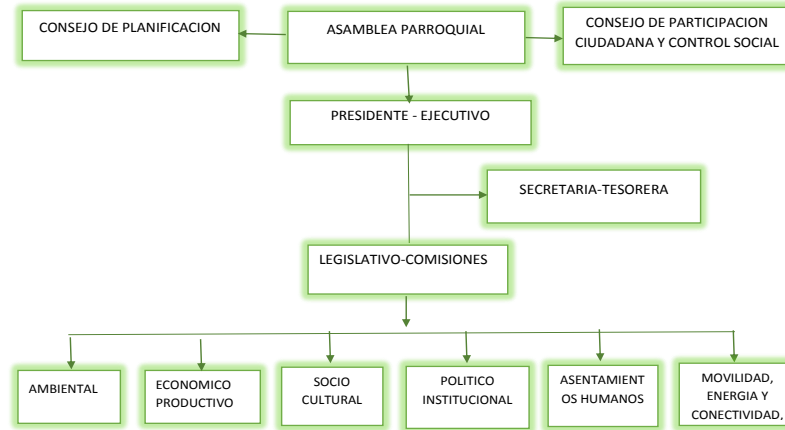 CONSEJO DE PLANIFICACION
ASAMBLEA PARROQUIAL
CONSEJO DE PARTICIPACION
CIUDADANA Y CONTROL SOCIAL
PRESIDENTE - EJECUTIVO
SECRETARIA-TESORERA
LEGISLATIVO-COMISIONES
AMBIENTAL
ECONOMICO
PRODUCTIVO
SOCIO
CULTURAL
POLITICO
INSTITUCIONAL
ASENTAMIENT
OS HUMANOS
MOVILIDAD,
ENERGIA Y
CONECTIVIDAD,